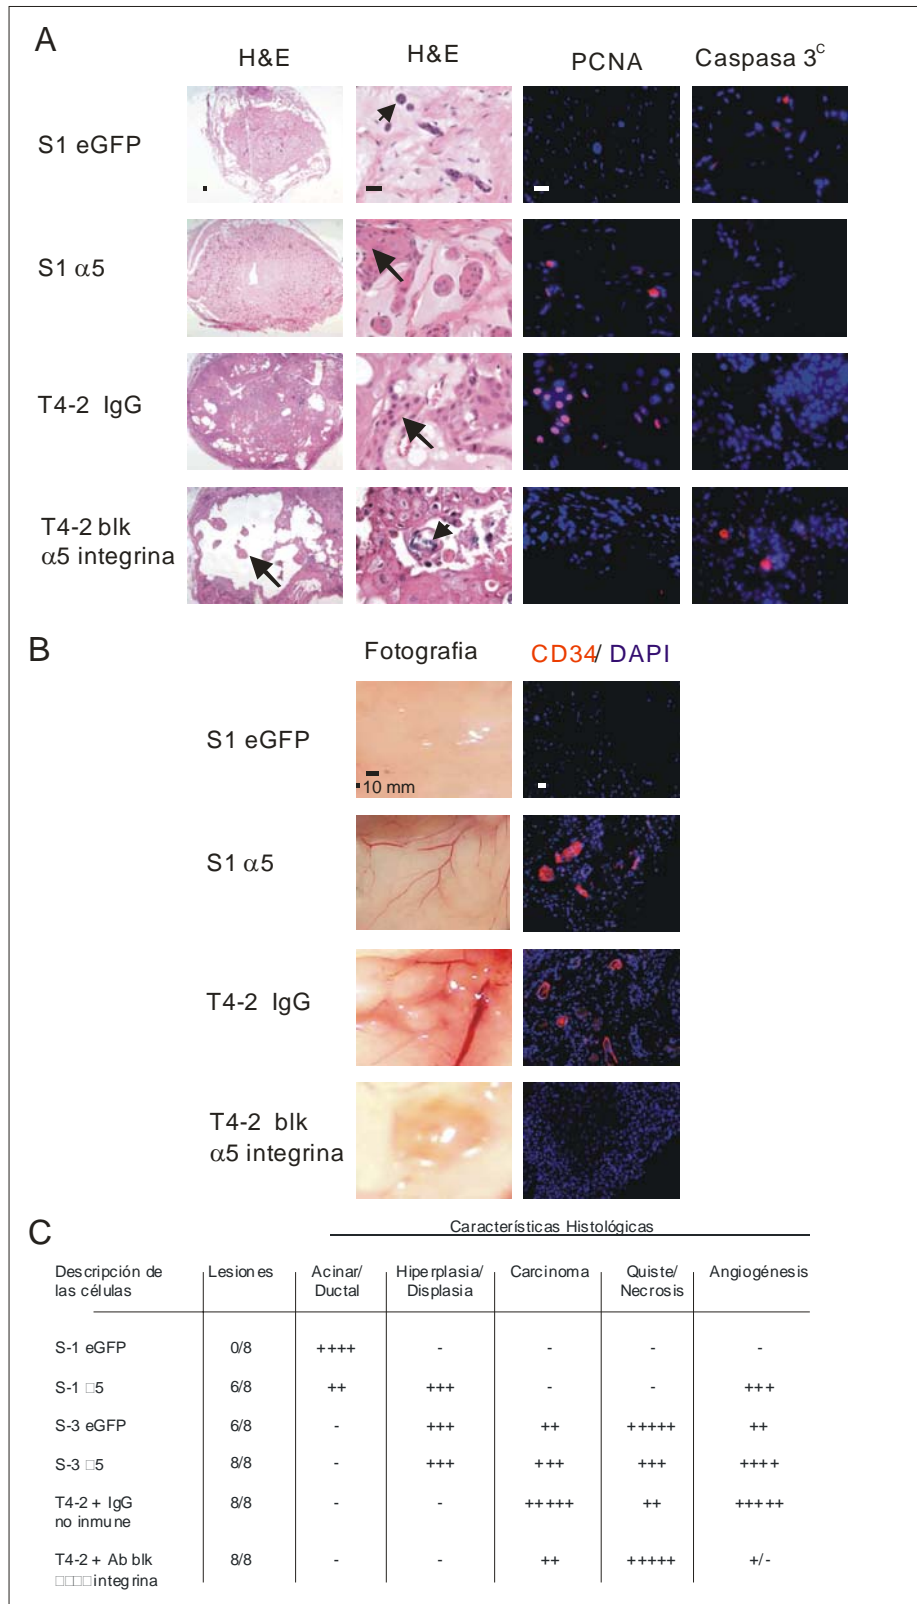 A
H&E H&E PCNA Caspasa 3C
S1 eGFP
S1 α5
T4-2 IgG
T4-2 blk
α5 integrina
B
Fotografia CD34/ DAPI
S1 eGFP
10 mm
S1 α5
T4-2 IgG
T4-2 blk
α5 integrina
C
Características Histológicas
Descripción de Lesiones Acinar/ Hiperplasia/ Carcinoma Quiste/ Angiogénesis
las células Ductal Displasia Necrosis
S-1 eGFP 0/8 ++++ - - - -
S-1 □5 6/8 ++ +++ - - +++
S-3 eGFP 6/8 - +++ ++ +++++ ++
S-3 □5 8/8 - +++ +++ +++ ++++
T4-2 + IgG 8/8 - - +++++ ++ +++++
no inmune
T4-2 + Ab blk 8/8 - - ++ +++++ +/-
□□□□ integrina